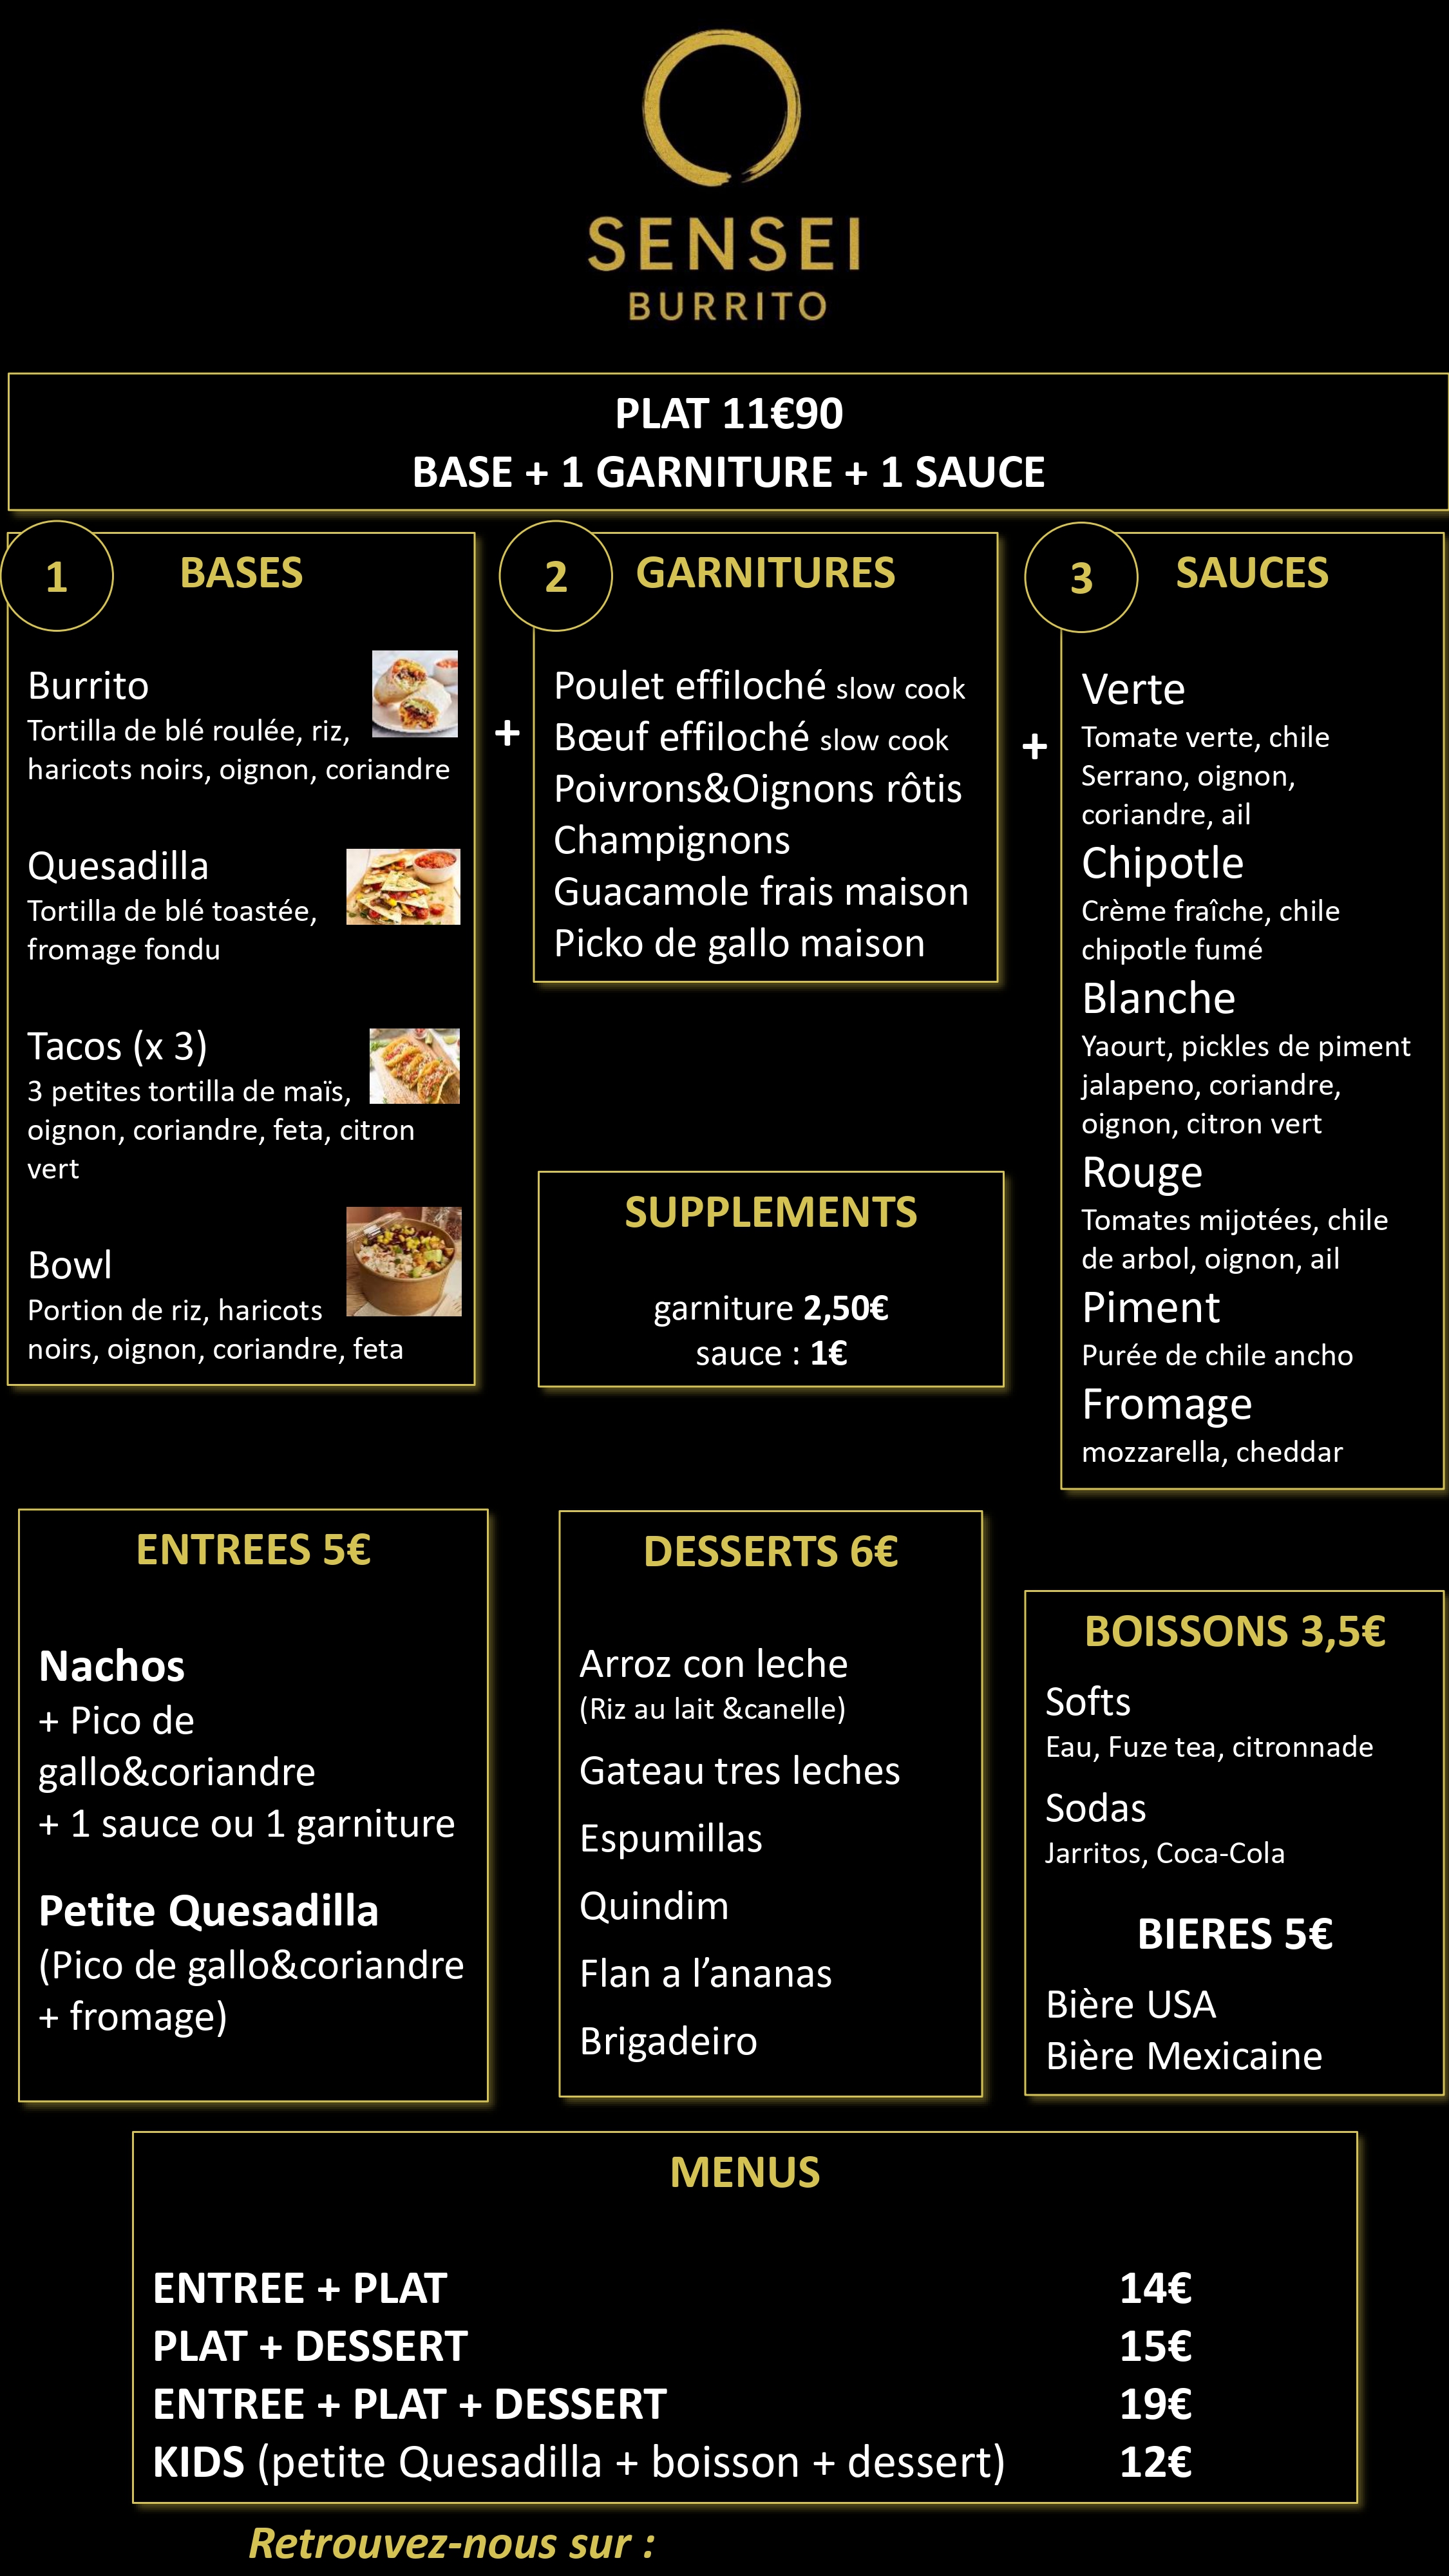 SENSEI
BURRITO
PLAT 11€90
BASE + 1 GARNITURE + 1 SAUCE
1
BASES
Burrito
Tortilla de blé roulée, riz,
haricots noirs, oignon, coriandre
Quesadilla
Tortilla de blé toastée,
fromage fondu
Tacos (x 3)
3 petites tortilla de maïs,
oignon, coriandre, feta, citron
vert
Bowl
Portion de riz, haricots
noirs, oignon, coriandre, feta
+
2
GARNITURES
Poulet effiloché slow cook
Bœuf effiloché slow cook
Poivrons&Oignons rôtis
Champignons
Guacamole frais maison
Picko de gallo maison
+
3
SAUCES
Verte
Tomate verte, chile
Serrano, oignon,
coriandre, ail
Chipotle
Crème fraîche, chile
chipotle fumé
Blanche
Yaourt, pickles de piment
jalapeno, coriandre,
oignon, citron vert
Rouge
Tomates mijotées, chile
de arbol, oignon, ail
Piment
Purée de chile ancho
Fromage
mozzarella, cheddar
SUPPLEMENTS
garniture 2,50€
sauce : 1€
ENTREES 5€
Nachos
+ Pico de
gallo&coriandre
+ 1 sauce ou 1 garniture
Petite Quesadilla
(Pico de gallo&coriandre
+ fromage)
DESSERTS 6€
Arroz con leche
(Riz au lait &canelle)
Gateau tres leches
Espumillas
Quindim
Flan a l’ananas
Brigadeiro
BOISSONS 3,5€
Softs
Eau, Fuze tea, citronnade
Sodas
Jarritos, Coca-Cola
BIERES 5€
Bière USA
Bière Mexicaine
MENUS
ENTREE + PLAT 14€
PLAT + DESSERT 15€
ENTREE + PLAT + DESSERT 19€
KIDS (petite Quesadilla + boisson + dessert) 12€
Retrouvez-nous sur :